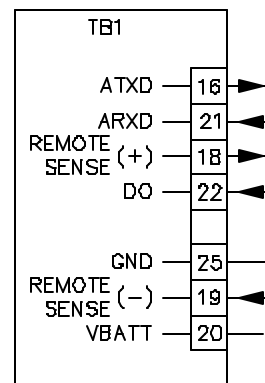 TB1
ATXD 16
ARXD 21
REMOTE SENSE (+) 18
DO 22
GND 25
REMOTE SENSE (-) 19
VBATT 20